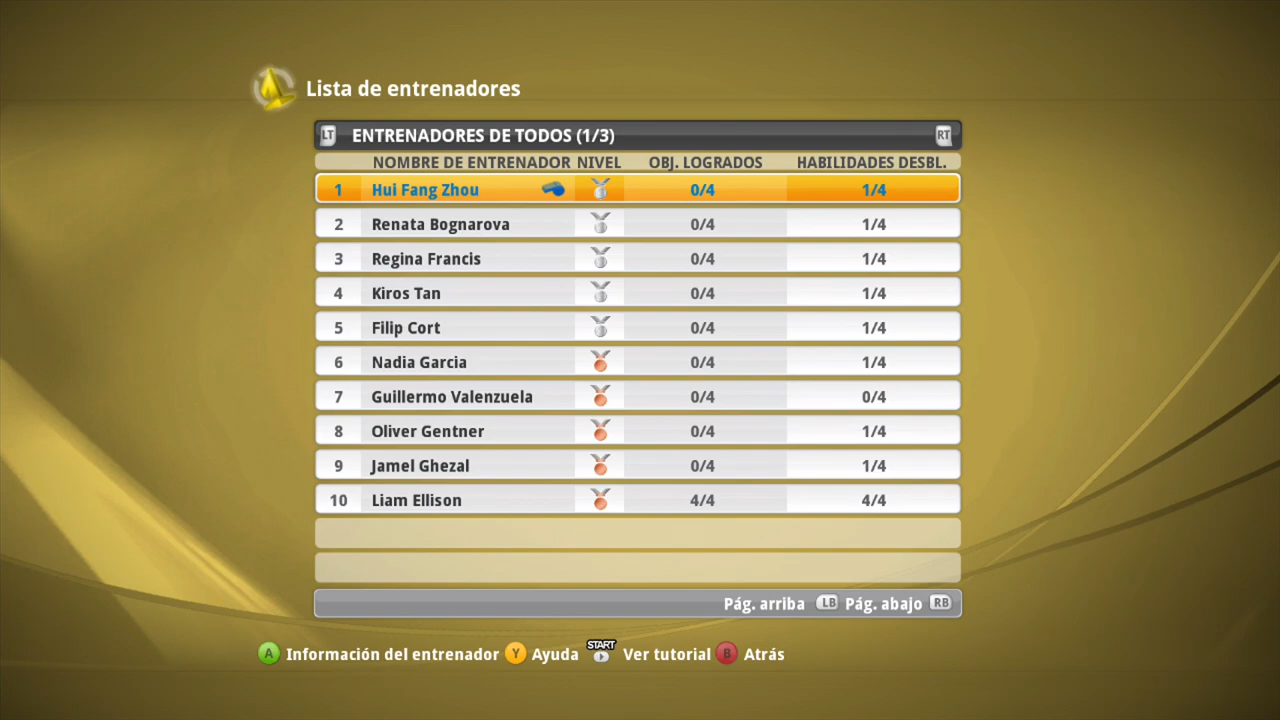 Lista de entrenadores
LT ENTRENADORES DE TODOS (1/3) RT
NOMBRE DE ENTRENADOR NIVEL OBJ. LOGRADOS HABILIDADES DESBL.
1 Hui Fang Zhou 0/4 1/4
2 Renata Bognarova 0/4 1/4
3 Regina Francis 0/4 1/4
4 Kiros Tan 0/4 1/4
5 Filip Cort 0/4 1/4
6 Nadia Garcia 0/4 1/4
7 Guillermo Valenzuela 0/4 0/4
8 Oliver Gentner 0/4 1/4
9 Jamel Ghezal 0/4 1/4
10 Liam Ellison 4/4 4/4
Pág. arriba LB Pág. abajo RB
A Información del entrenador Y Ayuda START Ver tutorial B Atrás